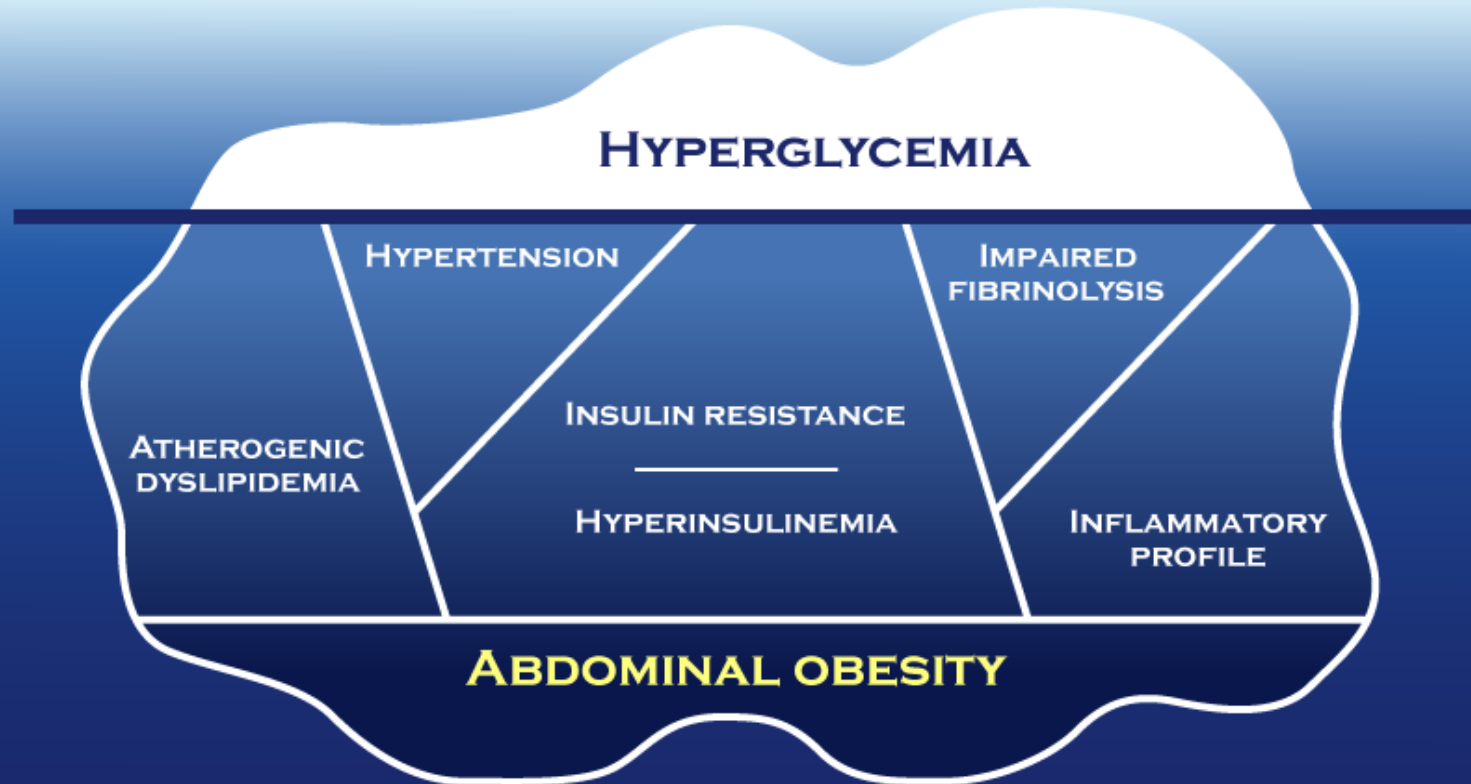 Hyperglycemia
Hypertension
Impaired
fibrinolysis
Insulin resistance
Atherogenic
dyslipidemia
Hyperinsulinemia
Inflammatory
profile
Abdominal obesity